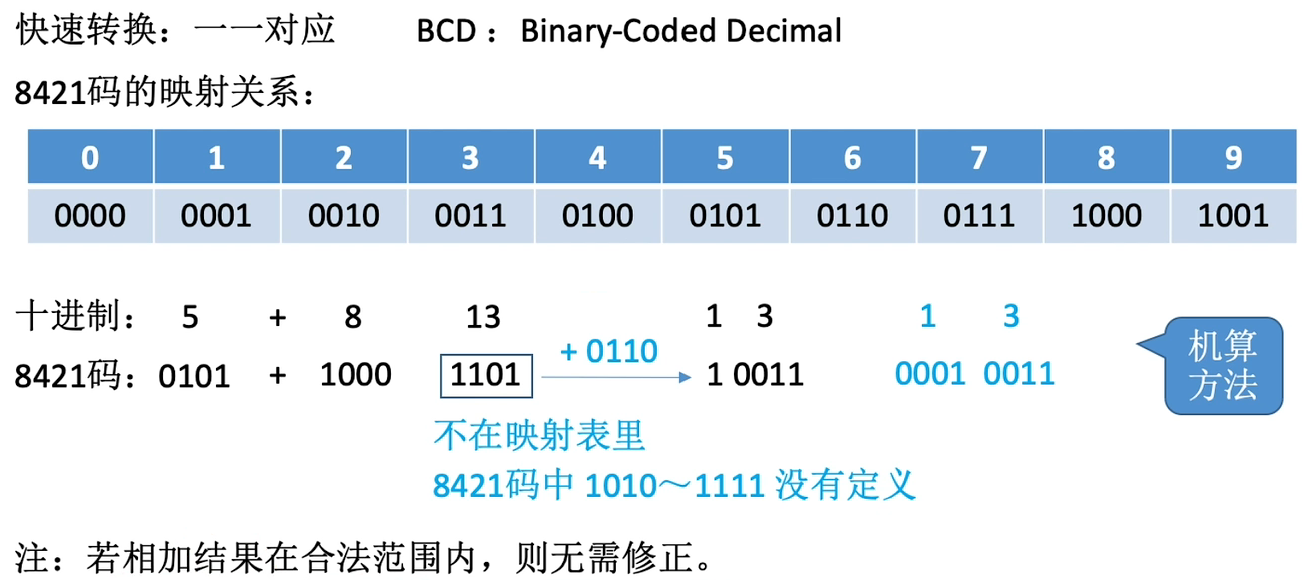 快速转换：一一对应 BCD：Binary-Coded Decimal
8421码的映射关系：
0 1 2 3 4 5 6 7 8 9
0000 0001 0010 0011 0100 0101 0110 0111 1000 1001
十进制： 5 + 8 13 1 3 1 3
+ 0110
8421码：0101 + 1000 1101 1 0011 0001 0011
机算
方法
不在映射表里
8421码中 1010～1111 没有定义
注：若相加结果在合法范围内，则无需修正。